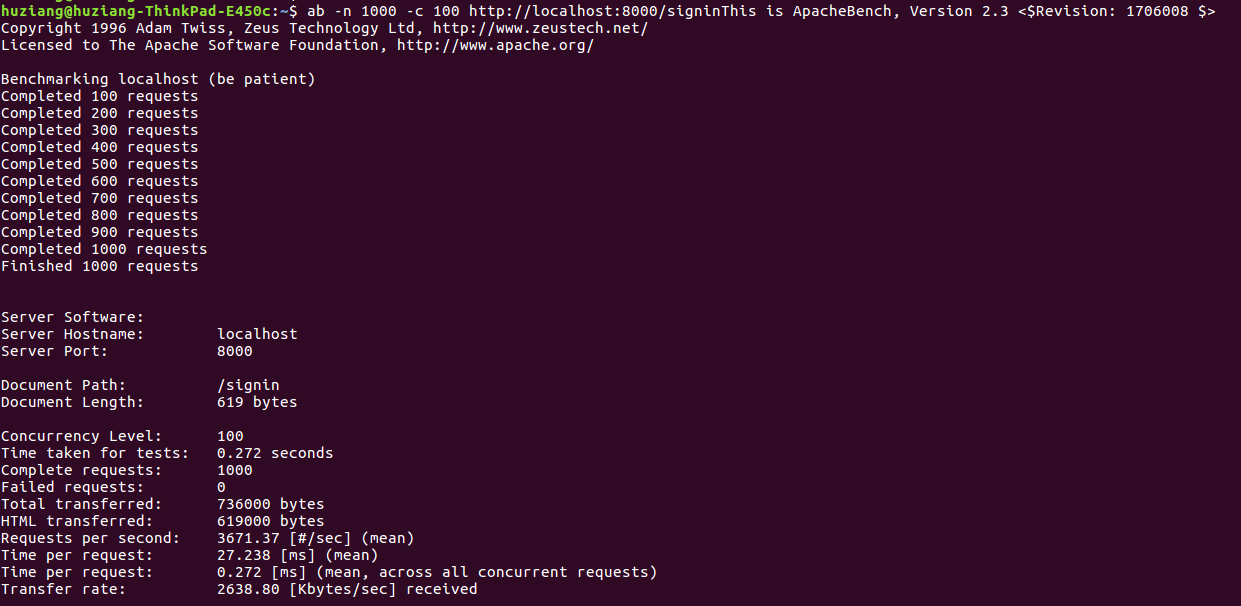 huziang@huziang-ThinkPad-E450c:~$ ab -n 1000 -c 100 http://localhost:8000/signinThis is ApacheBench, Version 2.3 <$Revision: 1706008 $>
Copyright 1996 Adam Twiss, Zeus Technology Ltd, http://www.zeustech.net/
Licensed to The Apache Software Foundation, http://www.apache.org/

Benchmarking localhost (be patient)
Completed 100 requests
Completed 200 requests
Completed 300 requests
Completed 400 requests
Completed 500 requests
Completed 600 requests
Completed 700 requests
Completed 800 requests
Completed 900 requests
Completed 1000 requests
Finished 1000 requests


Server Software:
Server Hostname:        localhost
Server Port:            8000

Document Path:          /signin
Document Length:        619 bytes

Concurrency Level:      100
Time taken for tests:   0.272 seconds
Complete requests:      1000
Failed requests:        0
Total transferred:      736000 bytes
HTML transferred:       619000 bytes
Requests per second:    3671.37 [#/sec] (mean)
Time per request:       27.238 [ms] (mean)
Time per request:       0.272 [ms] (mean, across all concurrent requests)
Transfer rate:          2638.80 [Kbytes/sec] received